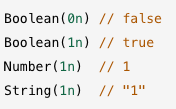 Boolean(0n) // false
Boolean(1n) // true
Number(1n)  // 1
String(1n)  // "1"